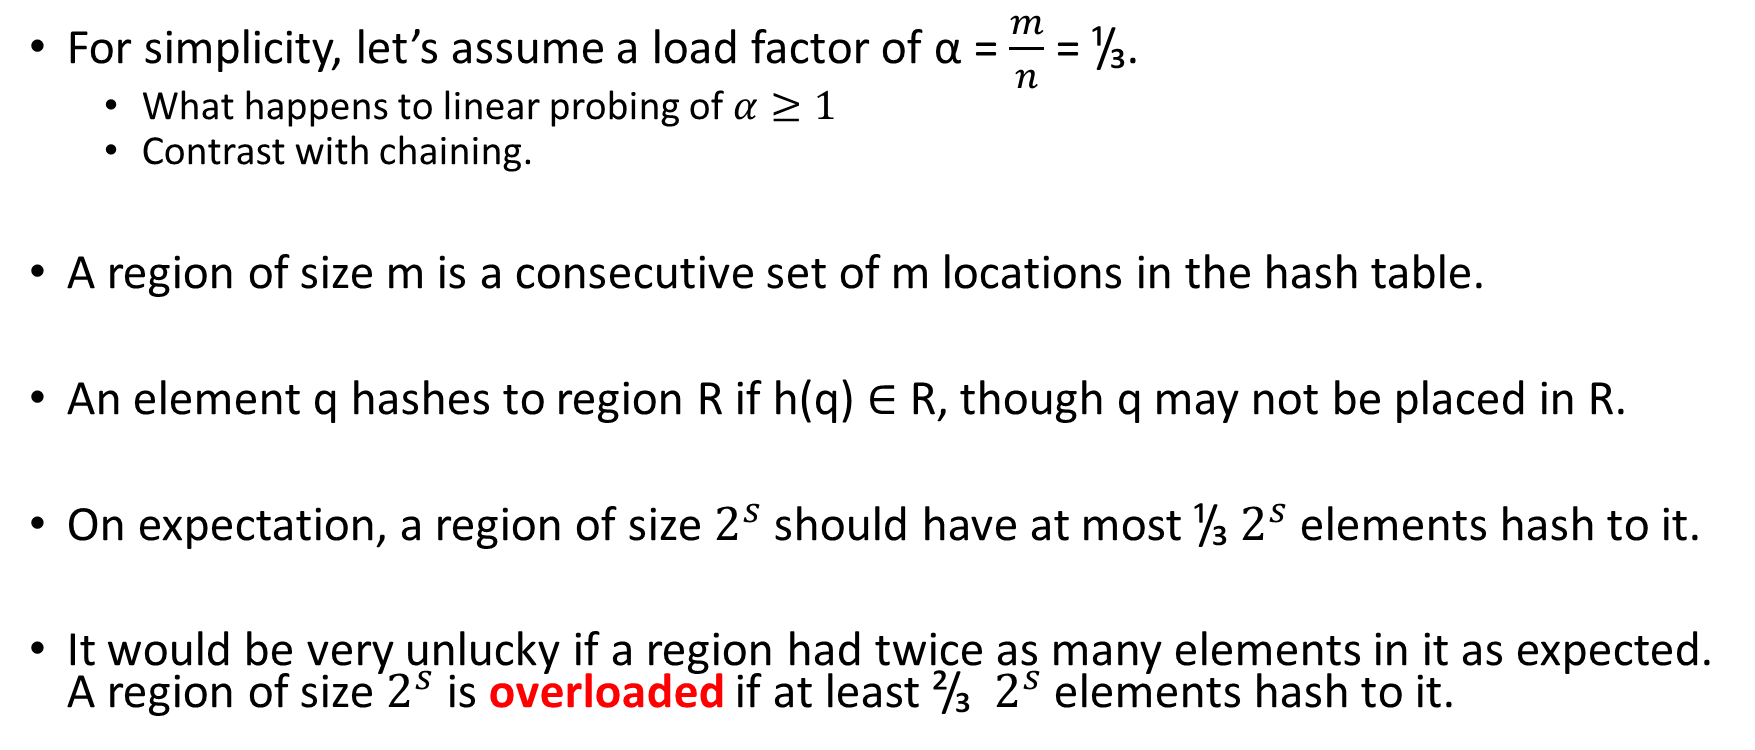 • For simplicity, let’s assume a load factor of α = m/n = ⅓.
• What happens to linear probing of α ≥ 1
• Contrast with chaining.
• A region of size m is a consecutive set of m locations in the hash table.
• An element q hashes to region R if h(q) ∈ R, though q may not be placed in R.
• On expectation, a region of size 2^s should have at most ⅓ 2^s elements hash to it.
• It would be very unlucky if a region had twice as many elements in it as expected.
A region of size 2^s is overloaded if at least ⅔ 2^s elements hash to it.